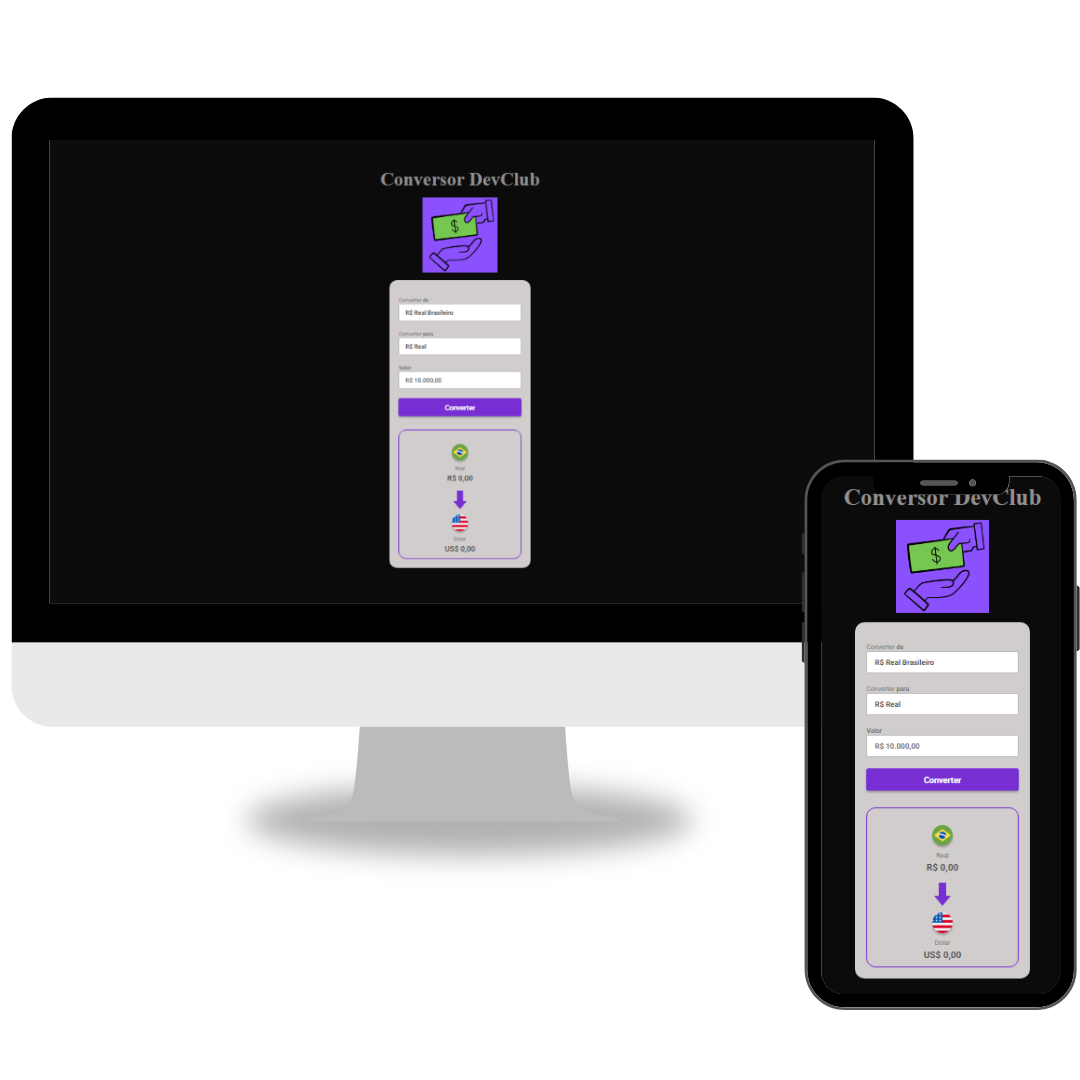 Conversor DevClub
$
Converter de
R$ Real Brasileiro
Converter para
R$ Real
Valor
R$ 10.000,00
Converter
Real
R$ 0,00
Dólar
US$ 0,00
Conversor DevClub
$
Converter de
R$ Real Brasileiro
Converter para
R$ Real
Valor
R$ 10.000,00
Converter
Real
R$ 0,00
Dólar
US$ 0,00